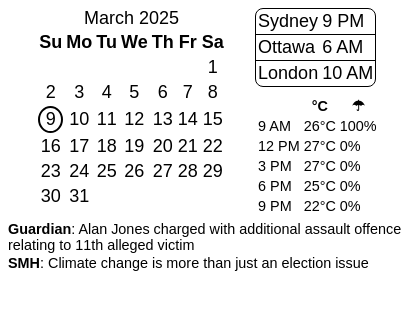 March 2025
Su Mo Tu We Th Fr Sa
1
2 3 4 5 6 7 8
9 10 11 12 13 14 15
16 17 18 19 20 21 22
23 24 25 26 27 28 29
30 31
Sydney 9 PM
Ottawa 6 AM
London 10 AM
°C ☂
9 AM 26°C 100%
12 PM 27°C 0%
3 PM 27°C 0%
6 PM 25°C 0%
9 PM 22°C 0%
Guardian: Alan Jones charged with additional assault offence
relating to 11th alleged victim
SMH: Climate change is more than just an election issue